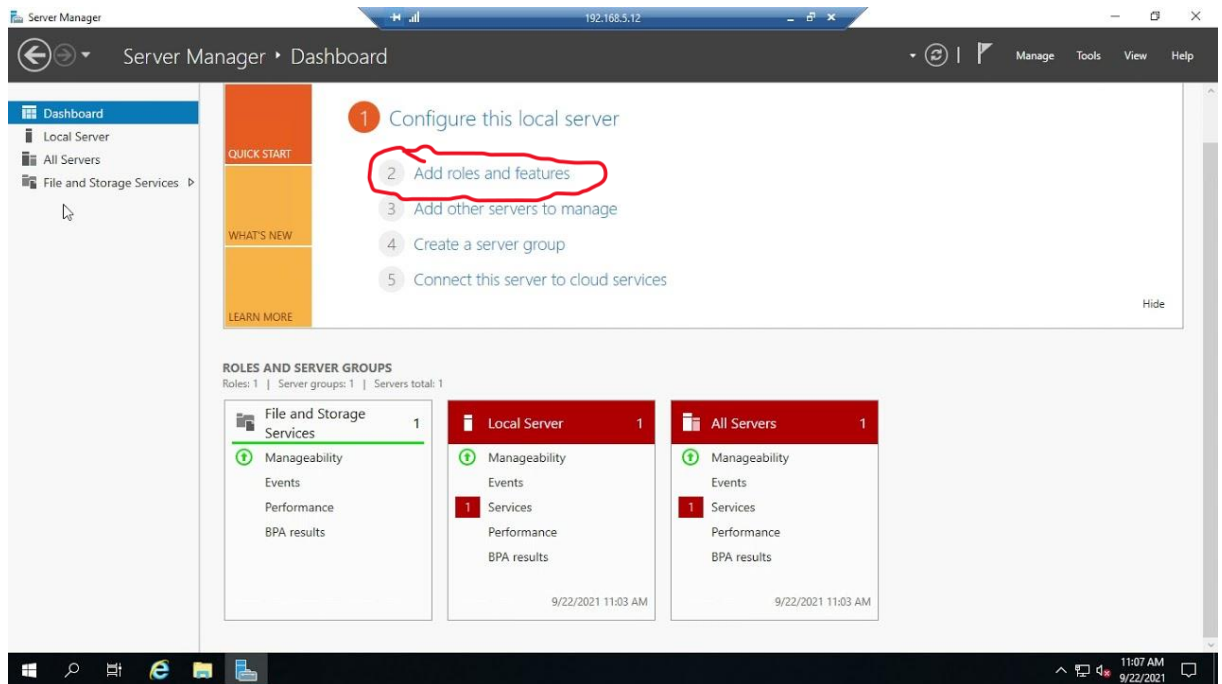 Server Manager
192.168.5.12
Server Manager • Dashboard
Manage Tools View Help
Dashboard
Local Server
All Servers
File and Storage Services
QUICK START
WHAT'S NEW
LEARN MORE
1 Configure this local server
2 Add roles and features
3 Add other servers to manage
4 Create a server group
5 Connect this server to cloud services
Hide
ROLES AND SERVER GROUPS
Roles: 1 | Server groups: 1 | Servers total: 1
File and Storage
Services
1
Manageability
Events
Performance
BPA results
Local Server 1
Manageability
Events
1 Services
Performance
BPA results
9/22/2021 11:03 AM
All Servers 1
Manageability
Events
1 Services
Performance
BPA results
9/22/2021 11:03 AM
11:07 AM
9/22/2021